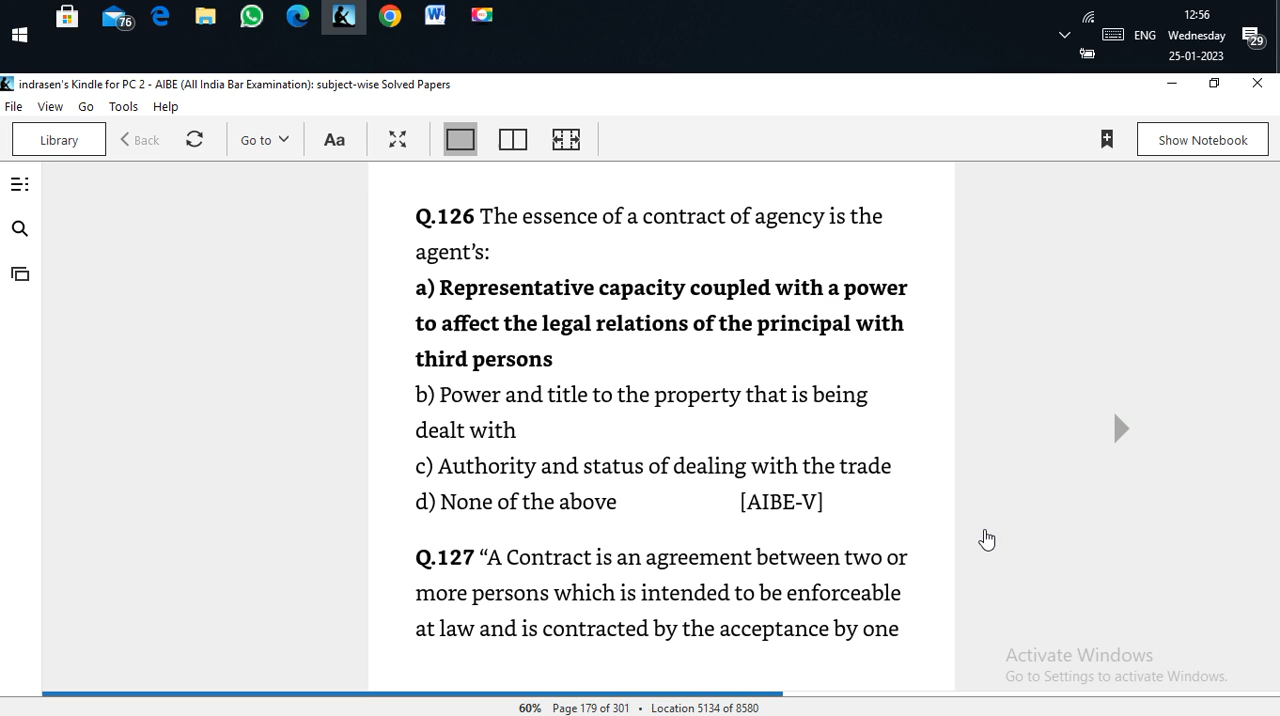 76
12:56
ENG Wednesday
25-01-2023
29
indrasen's Kindle for PC 2 - AIBE (All India Bar Examination): subject-wise Solved Papers
File View Go Tools Help
Library Back Go to Aa Show Notebook
Q.126 The essence of a contract of agency is the
agent’s:
a) Representative capacity coupled with a power
to affect the legal relations of the principal with
third persons
b) Power and title to the property that is being
dealt with
c) Authority and status of dealing with the trade
d) None of the above [AIBE-V]
Q.127 “A Contract is an agreement between two or
more persons which is intended to be enforceable
at law and is contracted by the acceptance by one
Activate Windows
Go to Settings to activate Windows.
60% Page 179 of 301 • Location 5134 of 8580